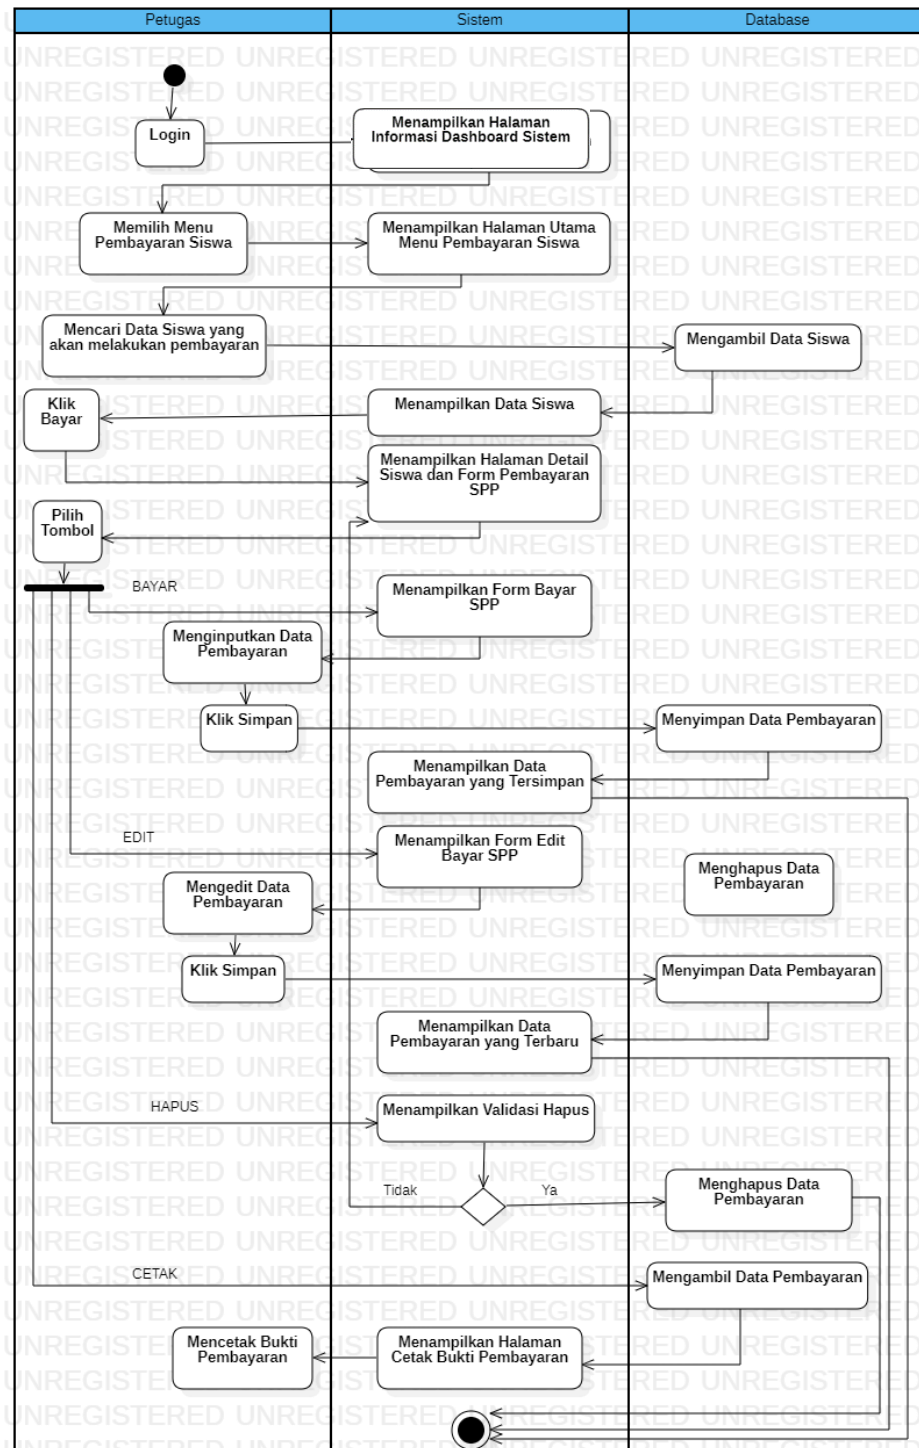 Petugas
Sistem
Database
Login
Menampilkan Halaman
Informasi Dashboard Sistem
Memilih Menu
Pembayaran Siswa
Menampilkan Halaman Utama
Menu Pembayaran Siswa
Mencari Data Siswa yang
akan melakukan pembayaran
Mengambil Data Siswa
Klik
Bayar
Menampilkan Data Siswa
Menampilkan Halaman Detail
Siswa dan Form Pembayaran
SPP
Pilih
Tombol
BAYAR
Menampilkan Form Bayar
SPP
Menginputkan Data
Pembayaran
Klik Simpan
Menyimpan Data Pembayaran
Menampilkan Data
Pembayaran yang Tersimpan
EDIT
Menampilkan Form Edit
Bayar SPP
Menghapus Data
Pembayaran
Mengedit Data
Pembayaran
Klik Simpan
Menyimpan Data Pembayaran
Menampilkan Data
Pembayaran yang Terbaru
HAPUS
Menampilkan Validasi Hapus
Tidak
Ya
Menghapus Data
Pembayaran
CETAK
Mengambil Data Pembayaran
Mencetak Bukti
Pembayaran
Menampilkan Halaman
Cetak Bukti Pembayaran
UNREGISTERED